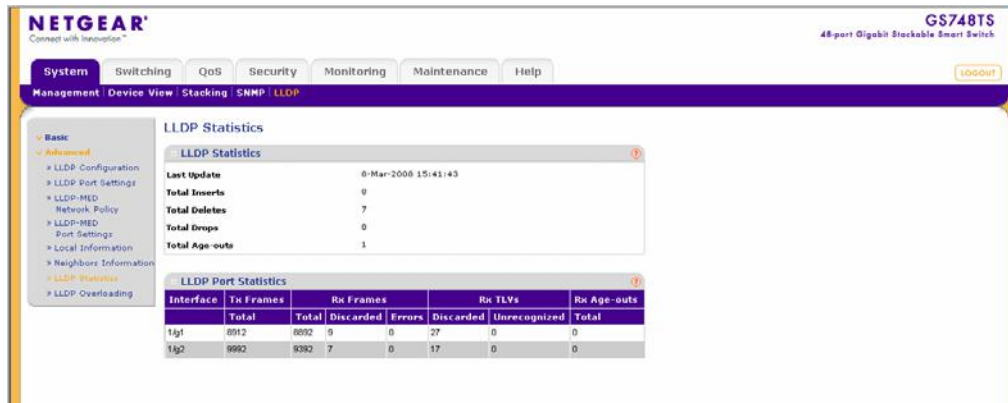 NETGEAR®
Connect with Innovation™
GS748TS
48-port Gigabit Stackable Smart Switch
System Switching QoS Security Monitoring Maintenance Help
LOGOUT
Management Device View Stacking SNMP LLDP
Basic
Advanced
» LLDP Configuration
» LLDP Port Settings
» LLDP-MED
Network Policy
» LLDP-MED
Port Settings
» Local Information
» Neighbors Information
» LLDP Statistics
» LLDP Overloading
LLDP Statistics
LLDP Statistics ?
Last Update 8-Mar-2008 15:41:43
Total Inserts 8
Total Deletes 7
Total Drops 0
Total Age-outs 1
LLDP Port Statistics ?
Interface Tx Frames Rx Frames Rx TLVs Rx Age-outs
Total Total Discarded Errors Discarded Unrecognized Total
1/g1 8912 8892 9 0 27 0 0
1/g2 9992 9392 7 0 17 0 0